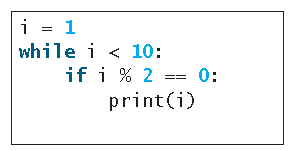 i = 1
while i < 10:
    if i % 2 == 0:
        print(i)